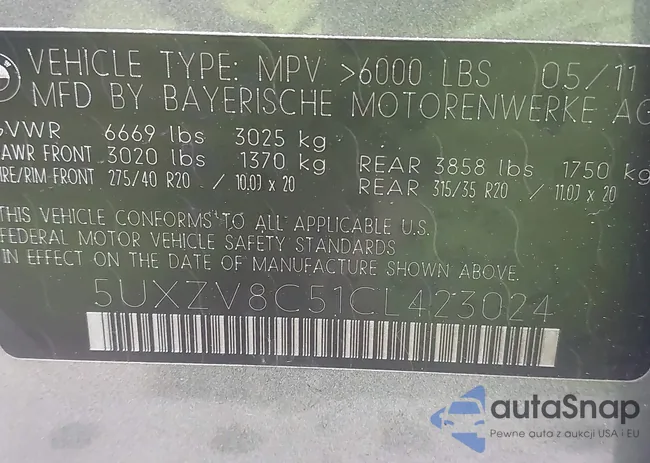 VEHICLE TYPE: MPV >6000 LBS 05/11
MFD BY BAYERISCHE MOTORENWERKE AG
GVWR 6669 lbs 3025 kg
GAWR FRONT 3020 lbs 1370 kg REAR 3858 lbs 1750 kg
TIRE/RIM FRONT 275/40 R20 / 10.0J x 20 REAR 315/35 R20 / 11.0J x 20
THIS VEHICLE CONFORMS TO ALL APPLICABLE U.S.
FEDERAL MOTOR VEHICLE SAFETY STANDARDS
IN EFFECT ON THE DATE OF MANUFACTURE SHOWN ABOVE.
5UXZV8C51CL423024
autaSnap
Pewne auta z aukcji USA i EU